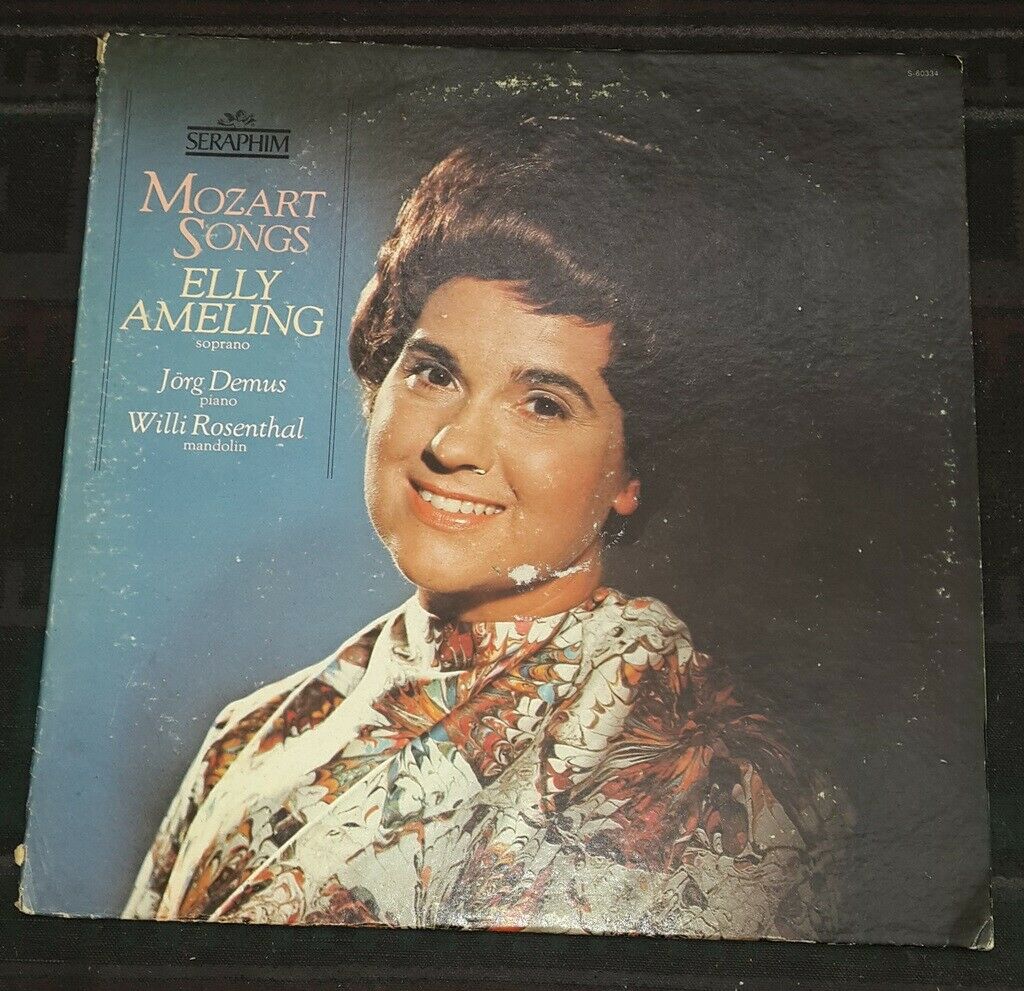 S-60334
SERAPHIM
MOZART
SONGS
ELLY
AMELING
soprano
Jörg Demus
piano
Willi Rosenthal
mandolin